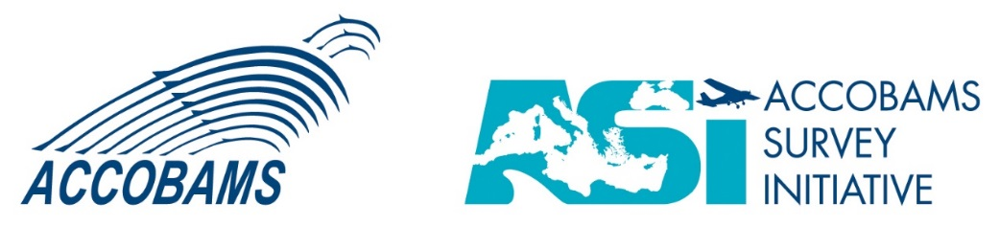 ACCOBAMS
ASi
ACCOBAMS
SURVEY
INITIATIVE